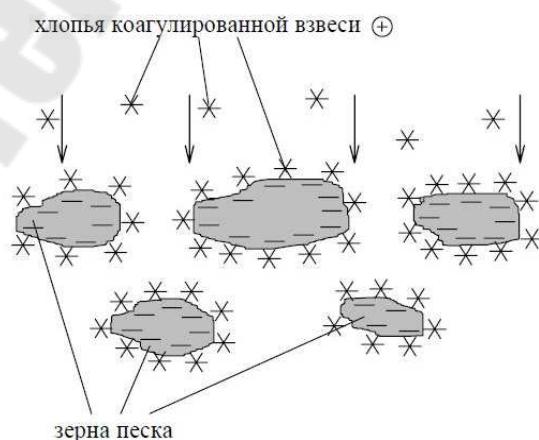 хлопья коагулированной взвеси ⊕
зерна песка